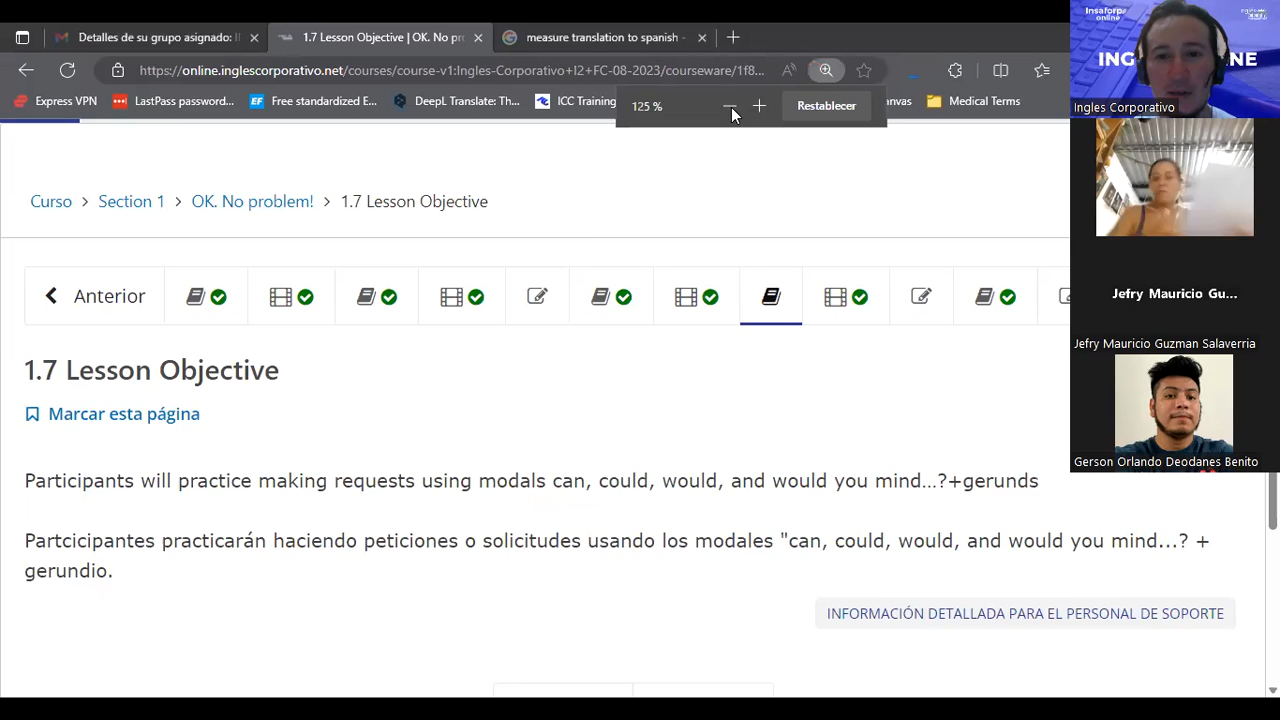 Detalles de su grupo asignado: I
1.7 Lesson Objective | OK. No pr
measure translation to spanish -
https://online.inglescorporativo.net/courses/course-v1:Ingles-Corporativo+I2+FC-08-2023/courseware/1f8...
Express VPN
LastPass password...
Free standardized E...
DeepL Translate: Th...
ICC Training
125 %
Restablecer
anvas
Medical Terms
Insaforp
online
ING
NE
Ingles Corporativo
Curso > Section 1 > OK. No problem! > 1.7 Lesson Objective
Anterior
1.7 Lesson Objective
Marcar esta página
Participants will practice making requests using modals can, could, would, and would you mind...?+gerunds
Partcicipantes practicarán haciendo peticiones o solicitudes usando los modales "can, could, would, and would you mind...? +
gerundio.
INFORMACIÓN DETALLADA PARA EL PERSONAL DE SOPORTE
Jefry Mauricio Gu...
Jefry Mauricio Guzman Salaverria
Gerson Orlando Deodanes Benito